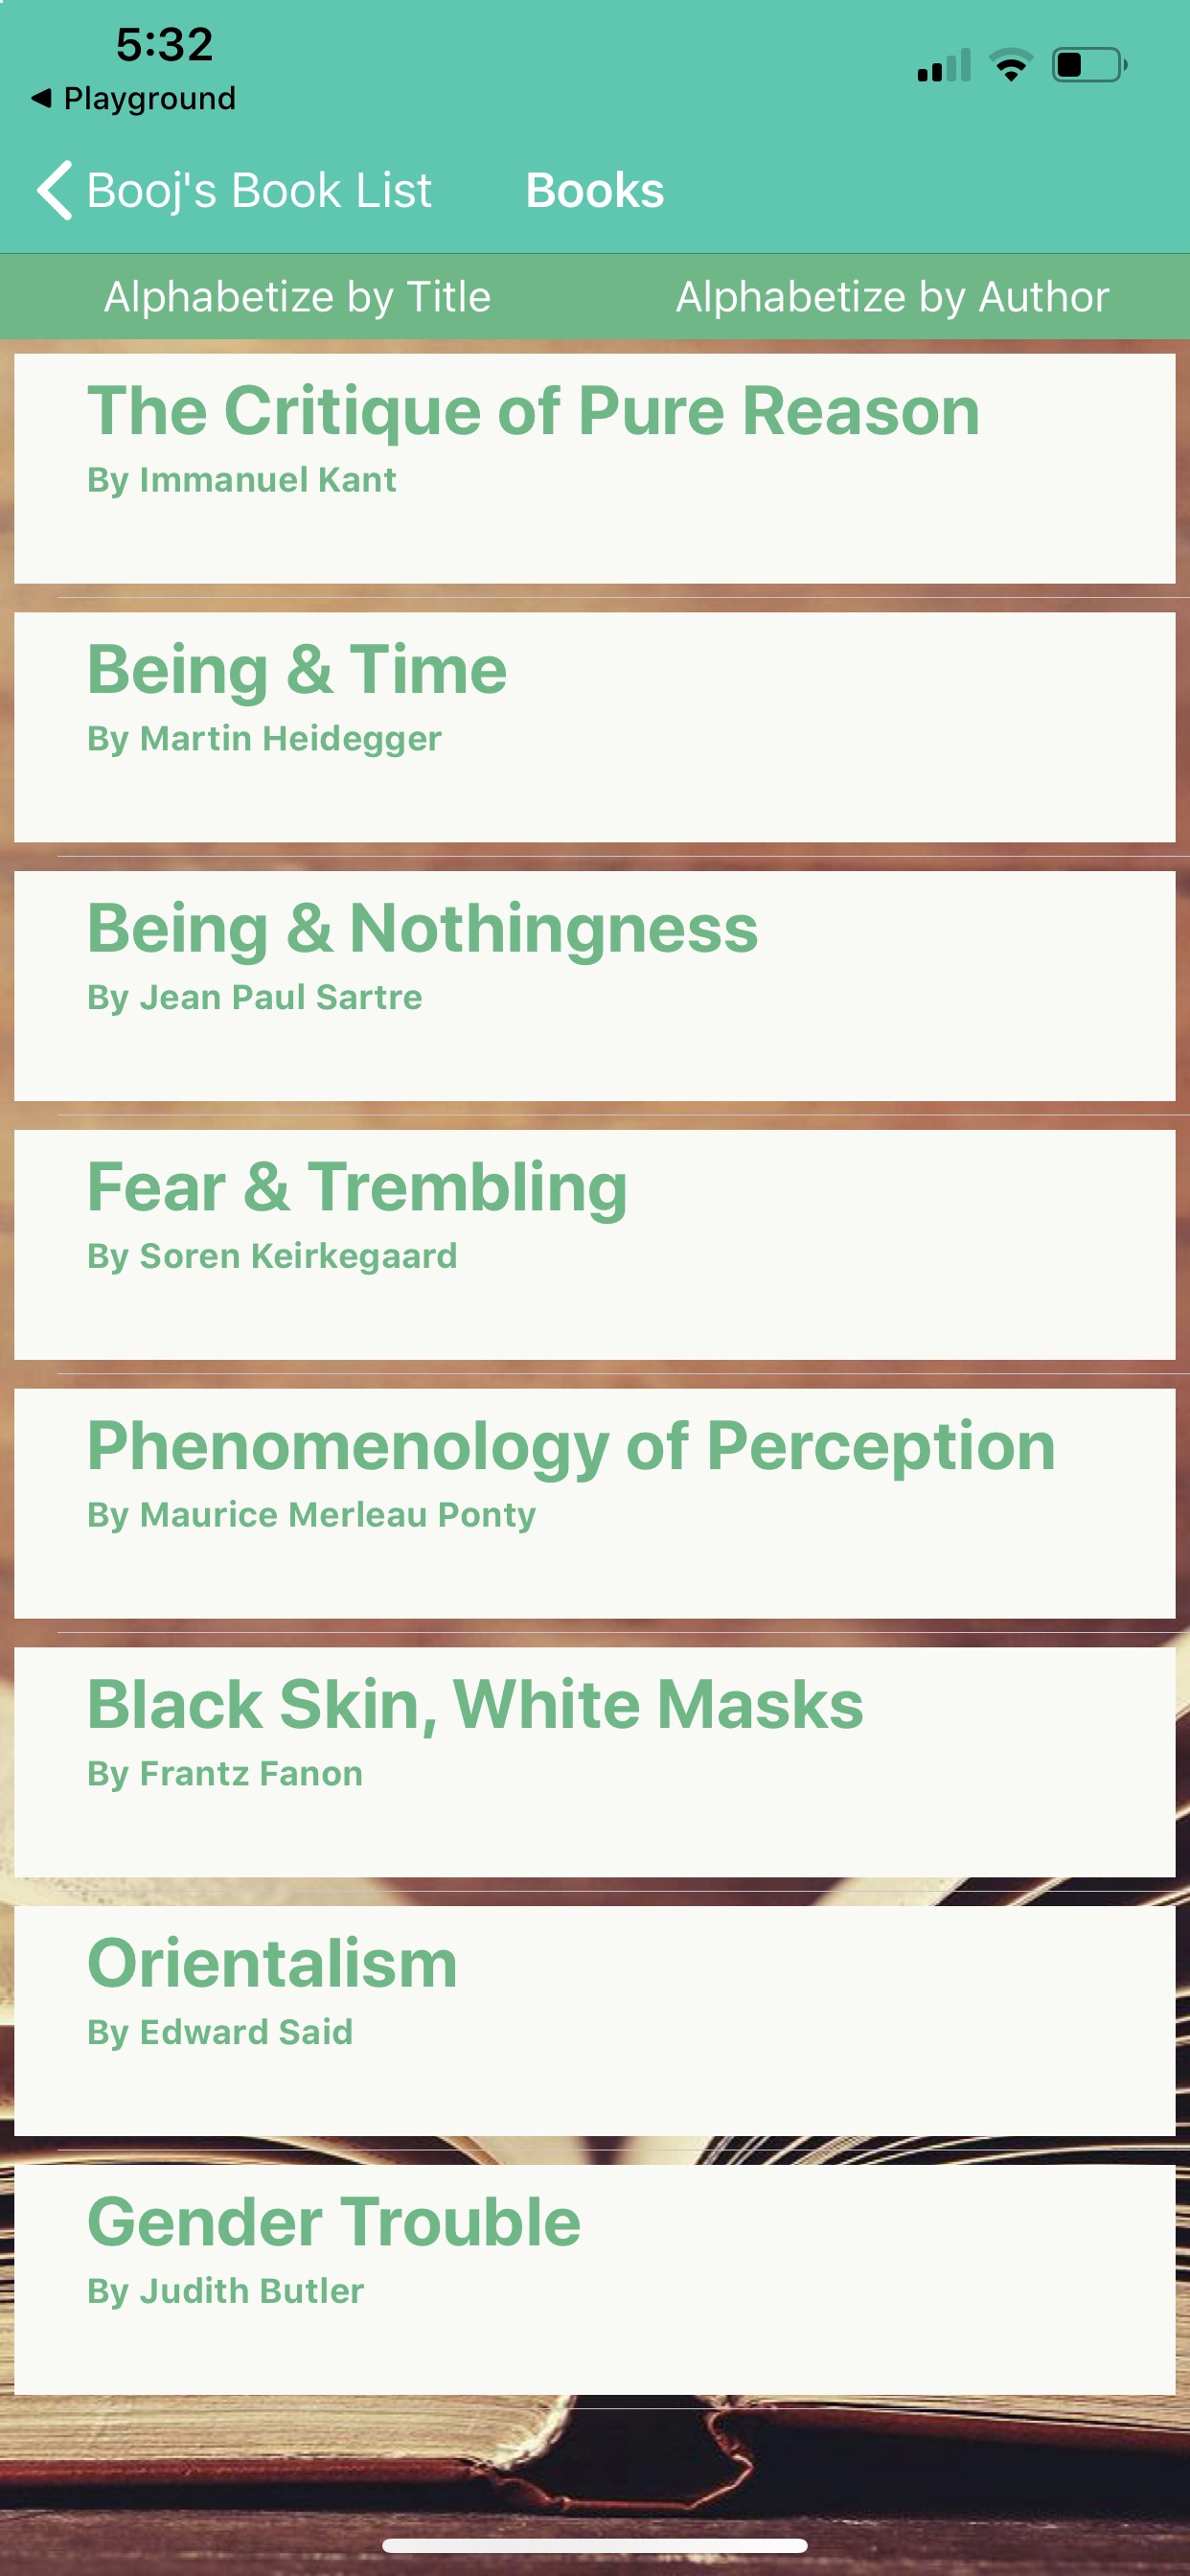 5:32
◀ Playground
Booj's Book List Books
Alphabetize by Title Alphabetize by Author
The Critique of Pure Reason
By Immanuel Kant
Being & Time
By Martin Heidegger
Being & Nothingness
By Jean Paul Sartre
Fear & Trembling
By Soren Keirkegaard
Phenomenology of Perception
By Maurice Merleau Ponty
Black Skin, White Masks
By Frantz Fanon
Orientalism
By Edward Said
Gender Trouble
By Judith Butler